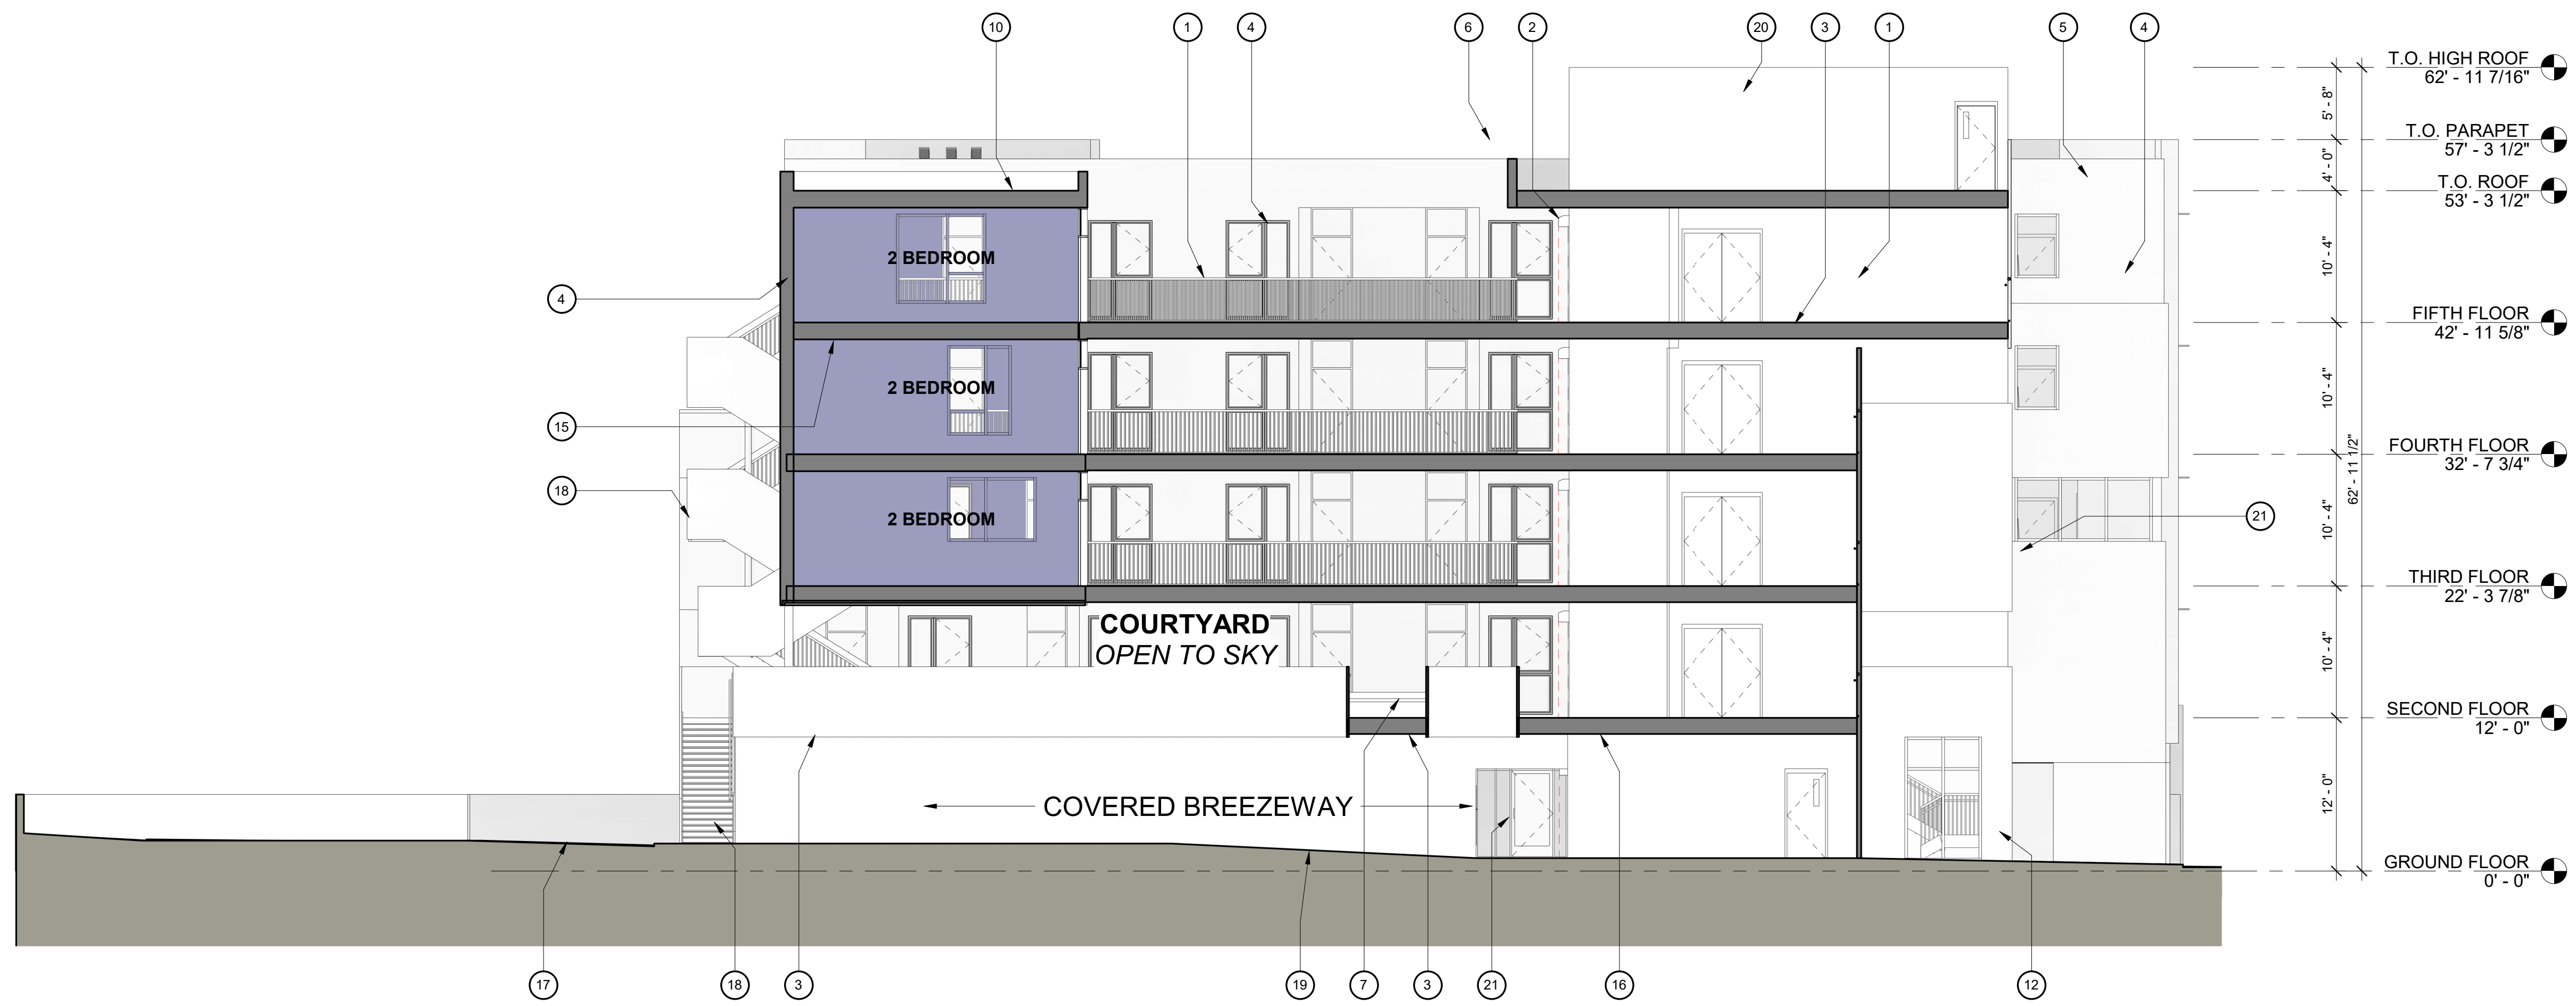 10
1
4
6
2
20
3
1
5
4
T.O. HIGH ROOF
62' - 11 7/16"
5' - 8"
T.O. PARAPET
57' - 3 1/2"
4' - 0"
T.O. ROOF
53' - 3 1/2"
2 BEDROOM
10' - 4"
4
FIFTH FLOOR
42' - 11 5/8"
2 BEDROOM
10' - 4"
15
FOURTH FLOOR
32' - 7 3/4"
62' - 11 1/2"
18
2 BEDROOM
10' - 4"
21
THIRD FLOOR
22' - 3 7/8"
COURTYARD
OPEN TO SKY
10' - 4"
SECOND FLOOR
12' - 0"
COVERED BREEZEWAY
12' - 0"
GROUND FLOOR
0' - 0"
17
18
3
19
7
3
21
16
12